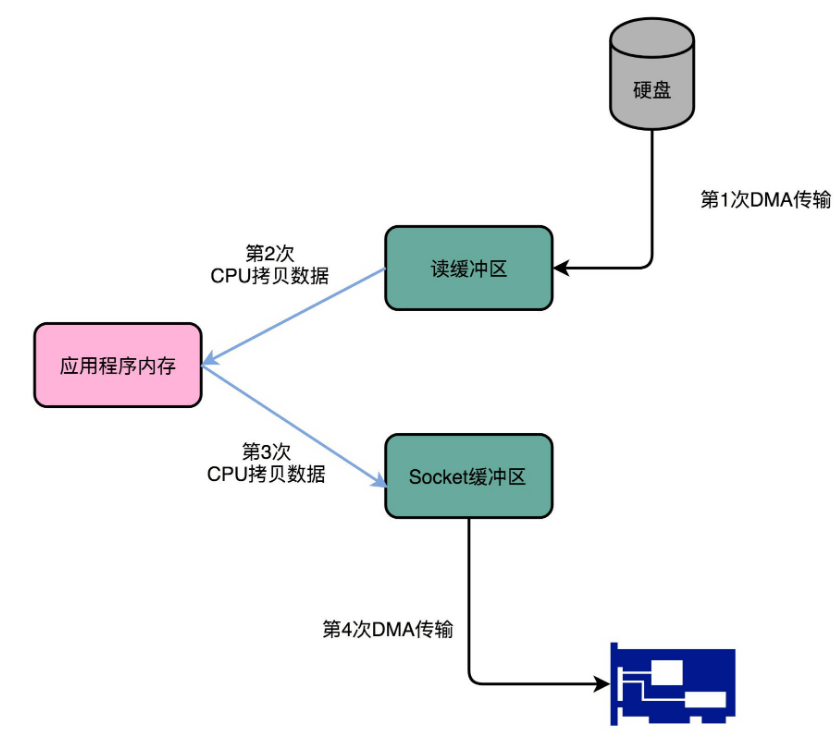 硬盘
第1次DMA传输
第2次
CPU拷贝数据
读缓冲区
应用程序内存
第3次
CPU拷贝数据
Socket缓冲区
第4次DMA传输